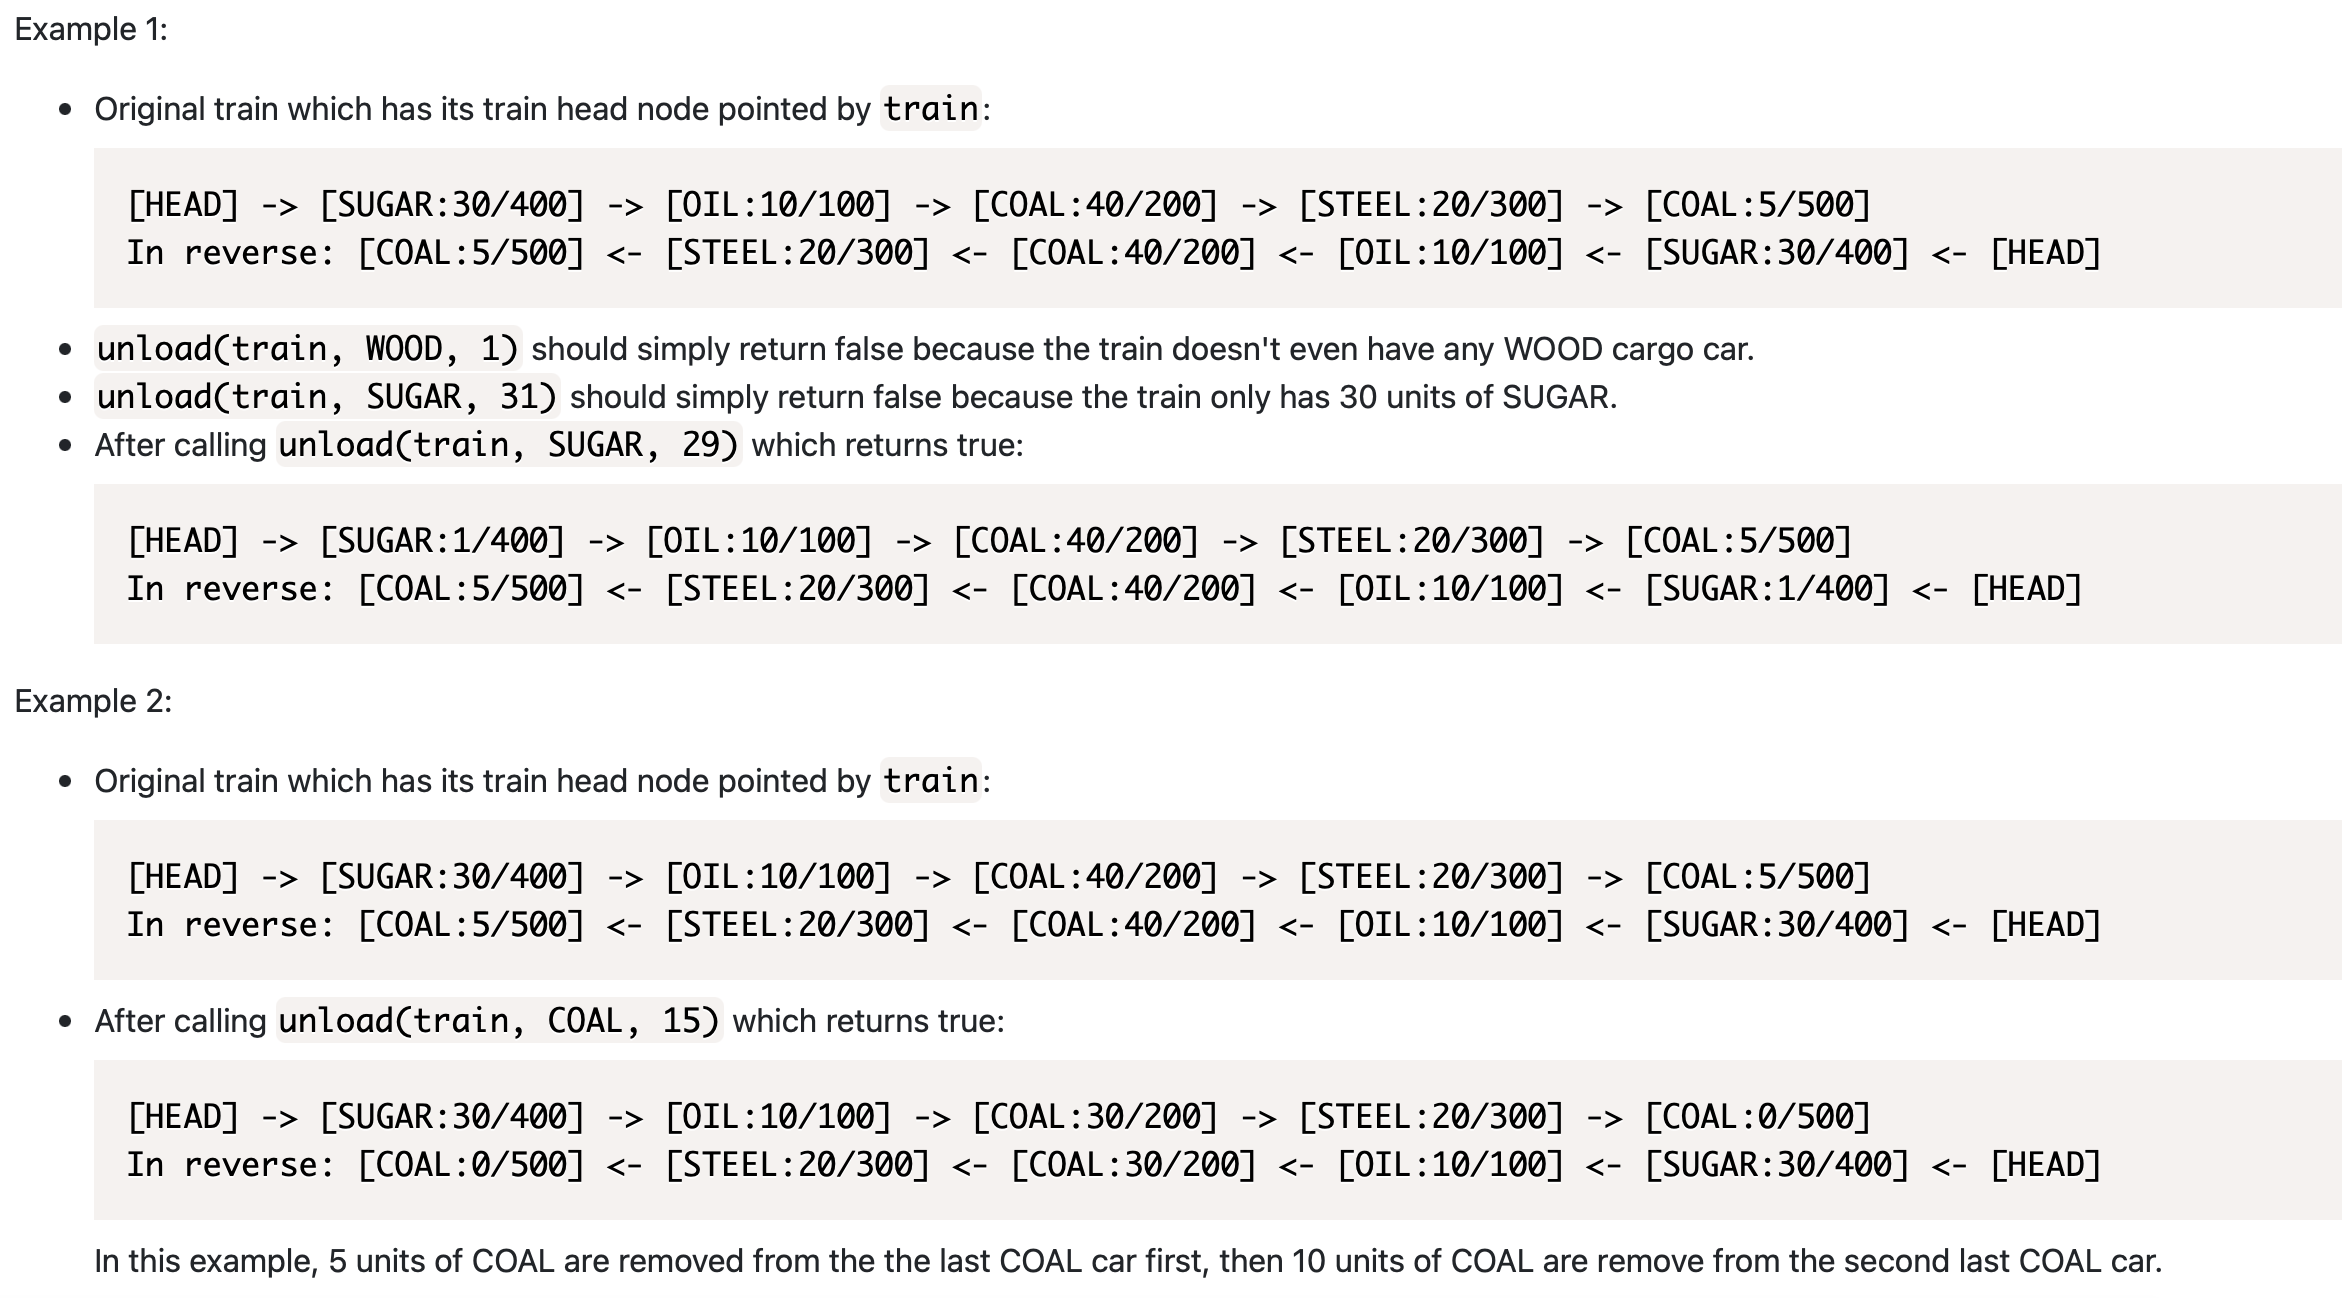 Example 1:
• Original train which has its train head node pointed by train:
[HEAD] -> [SUGAR:30/400] -> [OIL:10/100] -> [COAL:40/200] -> [STEEL:20/300] -> [COAL:5/500]
In reverse: [COAL:5/500] <- [STEEL:20/300] <- [COAL:40/200] <- [OIL:10/100] <- [SUGAR:30/400] <- [HEAD]
• unload(train, WOOD, 1) should simply return false because the train doesn't even have any WOOD cargo car.
• unload(train, SUGAR, 31) should simply return false because the train only has 30 units of SUGAR.
• After calling unload(train, SUGAR, 29) which returns true:
[HEAD] -> [SUGAR:1/400] -> [OIL:10/100] -> [COAL:40/200] -> [STEEL:20/300] -> [COAL:5/500]
In reverse: [COAL:5/500] <- [STEEL:20/300] <- [COAL:40/200] <- [OIL:10/100] <- [SUGAR:1/400] <- [HEAD]
Example 2:
• Original train which has its train head node pointed by train:
[HEAD] -> [SUGAR:30/400] -> [OIL:10/100] -> [COAL:40/200] -> [STEEL:20/300] -> [COAL:5/500]
In reverse: [COAL:5/500] <- [STEEL:20/300] <- [COAL:40/200] <- [OIL:10/100] <- [SUGAR:30/400] <- [HEAD]
• After calling unload(train, COAL, 15) which returns true:
[HEAD] -> [SUGAR:30/400] -> [OIL:10/100] -> [COAL:30/200] -> [STEEL:20/300] -> [COAL:0/500]
In reverse: [COAL:0/500] <- [STEEL:20/300] <- [COAL:30/200] <- [OIL:10/100] <- [SUGAR:30/400] <- [HEAD]
In this example, 5 units of COAL are removed from the the last COAL car first, then 10 units of COAL are remove from the second last COAL car.